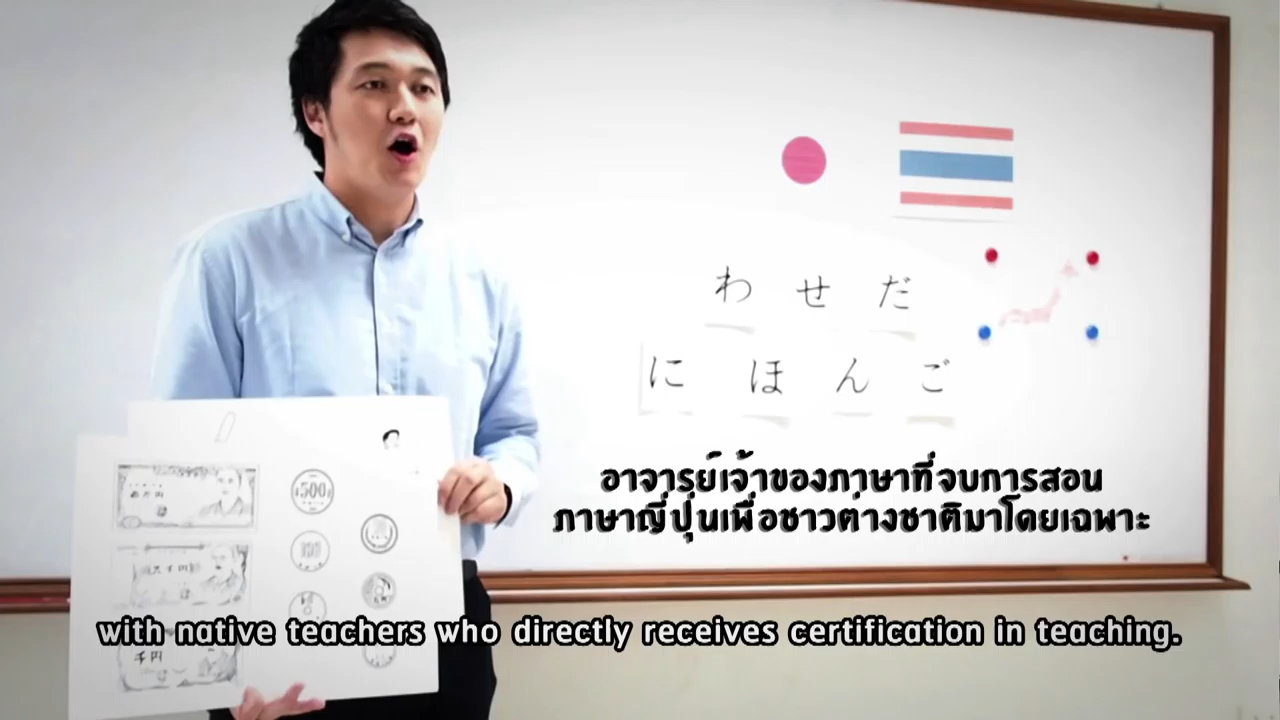 わせだ
にほんご
อาจารย์เจ้าของภาษาที่จบการสอน
ภาษาญี่ปุ่นเพื่อชาวต่างชาติมาโดยเฉพาะ
500
千円
with native teachers who directly receives certification in teaching.